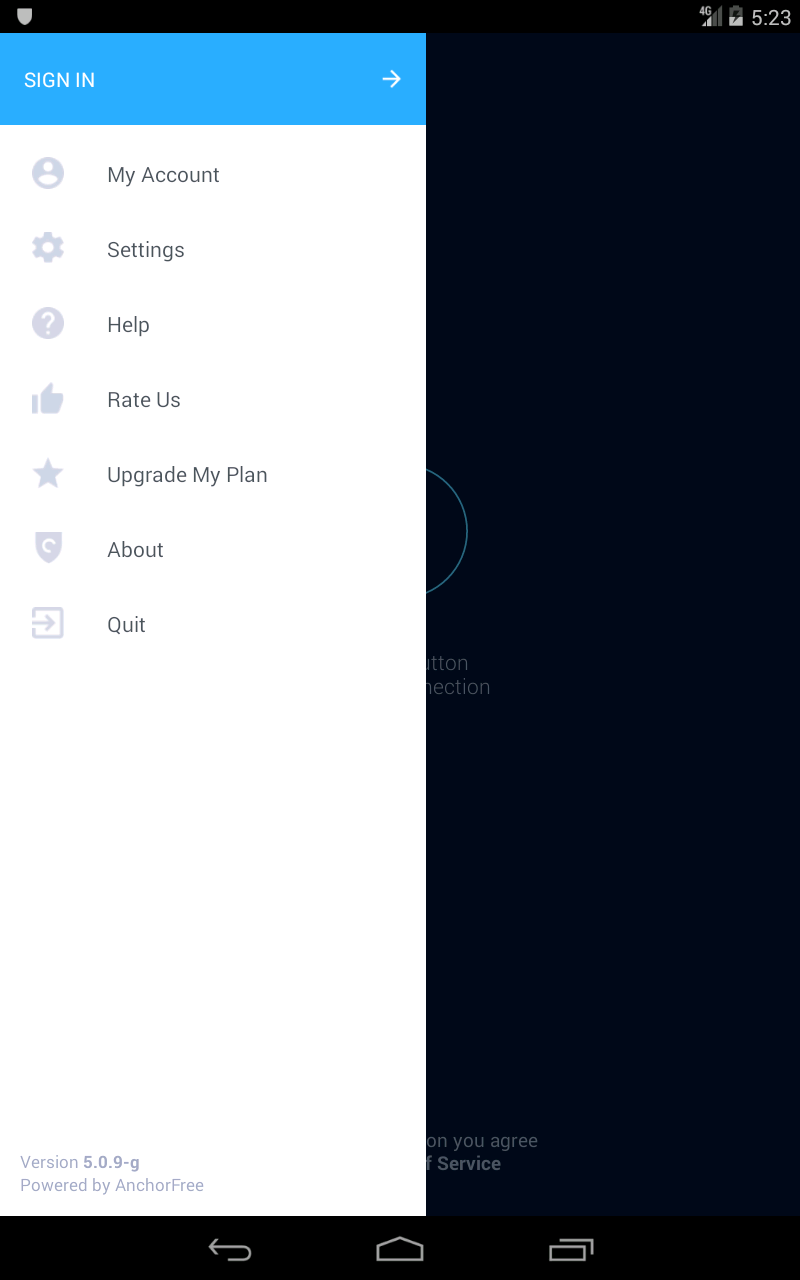 4G 5:23
SIGN IN
My Account
Settings
Help
Rate Us
Upgrade My Plan
About
Quit
nection
on you agree
Service
Version 5.0.9-g
Powered by AnchorFree